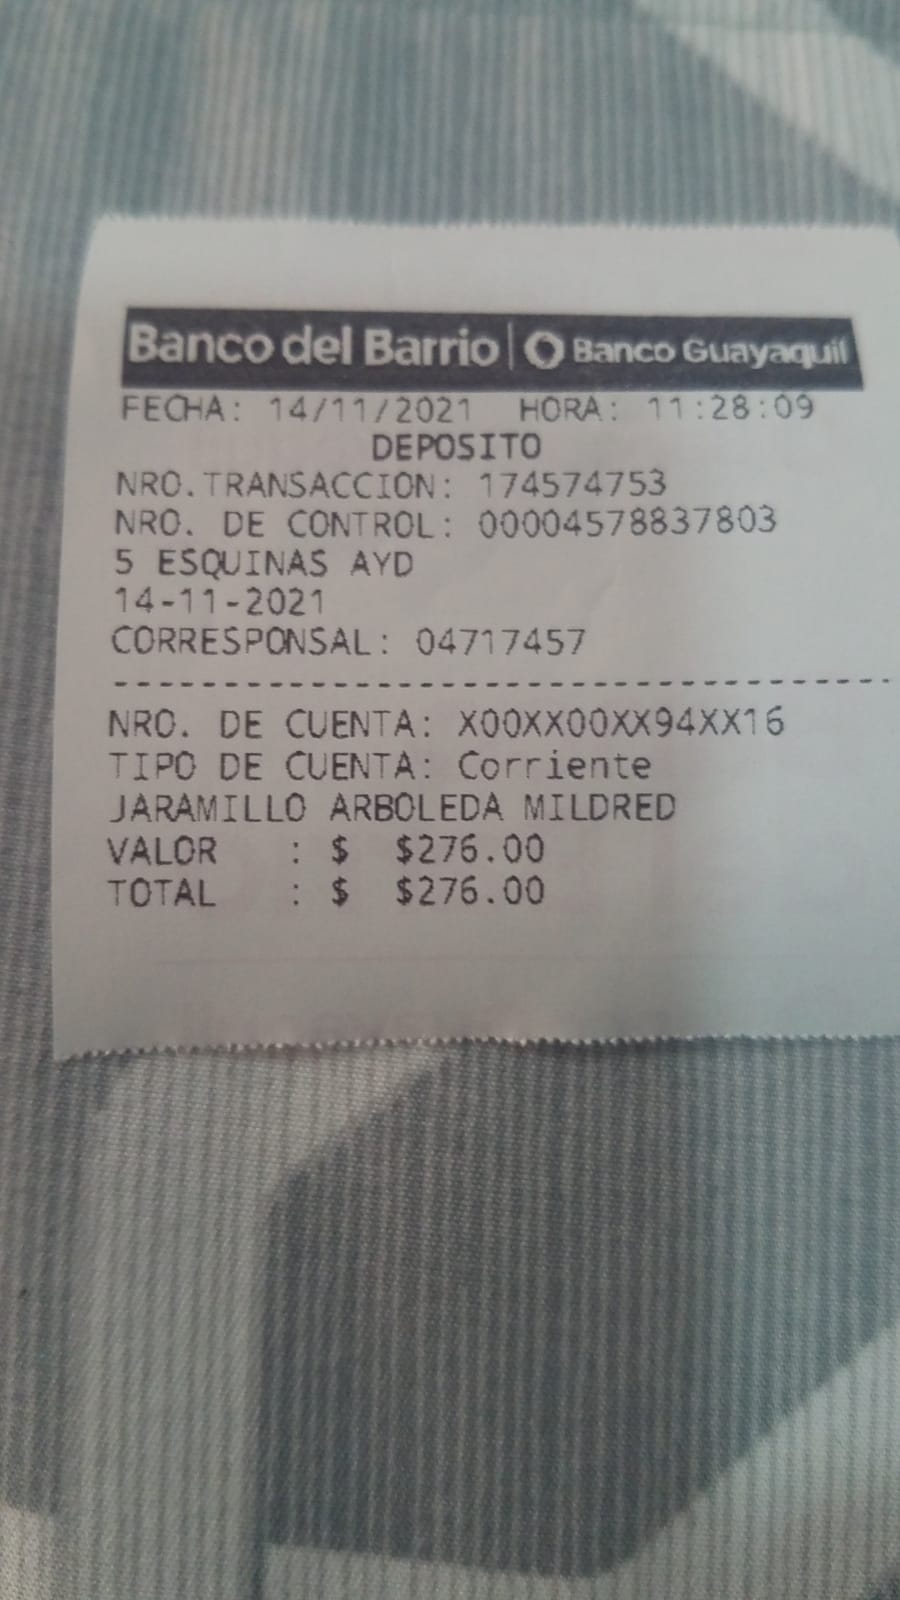 Banco del Barrio | Banco Guayaquil
FECHA: 14/11/2021 HORA: 11:28:09
DEPOSITO
NRO.TRANSACCION: 174574753
NRO. DE CONTROL: 00004578837803
5 ESQUINAS AYD
14-11-2021
CORRESPONSAL: 04717457
------------------------------------
NRO. DE CUENTA: X00XX00XX94XX16
TIPO DE CUENTA: Corriente
JARAMILLO ARBOLEDA MILDRED
VALOR : $ $276.00
TOTAL : $ $276.00